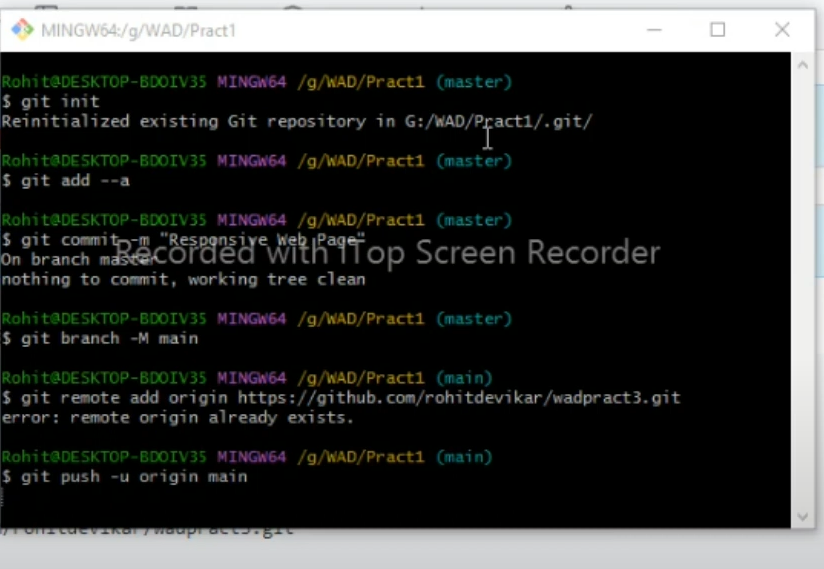 MINGW64:/g/WAD/Pract1
Rohit@DESKTOP-BDOIV35 MINGW64 /g/WAD/Pract1 (master)
$ git init
Reinitialized existing Git repository in G:/WAD/Pract1/.git/
Rohit@DESKTOP-BDOIV35 MINGW64 /g/WAD/Pract1 (master)
$ git add --a
Rohit@DESKTOP-BDOIV35 MINGW64 /g/WAD/Pract1 (master)
$ git commit -m "Responsive Web Page"
Recorded with iTop Screen Recorder
On branch master
nothing to commit, working tree clean
Rohit@DESKTOP-BDOIV35 MINGW64 /g/WAD/Pract1 (master)
$ git branch -M main
Rohit@DESKTOP-BDOIV35 MINGW64 /g/WAD/Pract1 (main)
$ git remote add origin https://github.com/rohitdevikar/wadpract3.git
error: remote origin already exists.
Rohit@DESKTOP-BDOIV35 MINGW64 /g/WAD/Pract1 (main)
$ git push -u origin main
/rohitdevikar/wadpract3.git